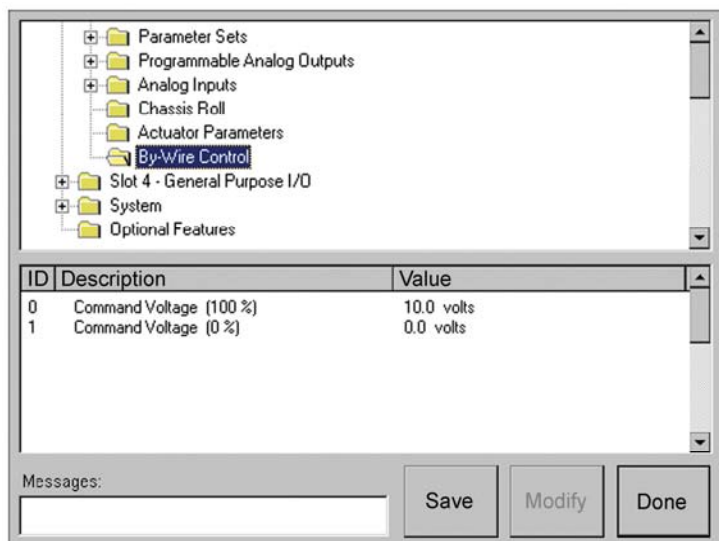 Parameter Sets
Programmable Analog Outputs
Analog Inputs
Chassis Roll
Actuator Parameters
By-Wire Control
Slot 4 - General Purpose I/O
System
Optional Features
ID Description Value
0 Command Voltage (100 %) 10.0 volts
1 Command Voltage (0 %) 0.0 volts
Messages:
Save Modify Done